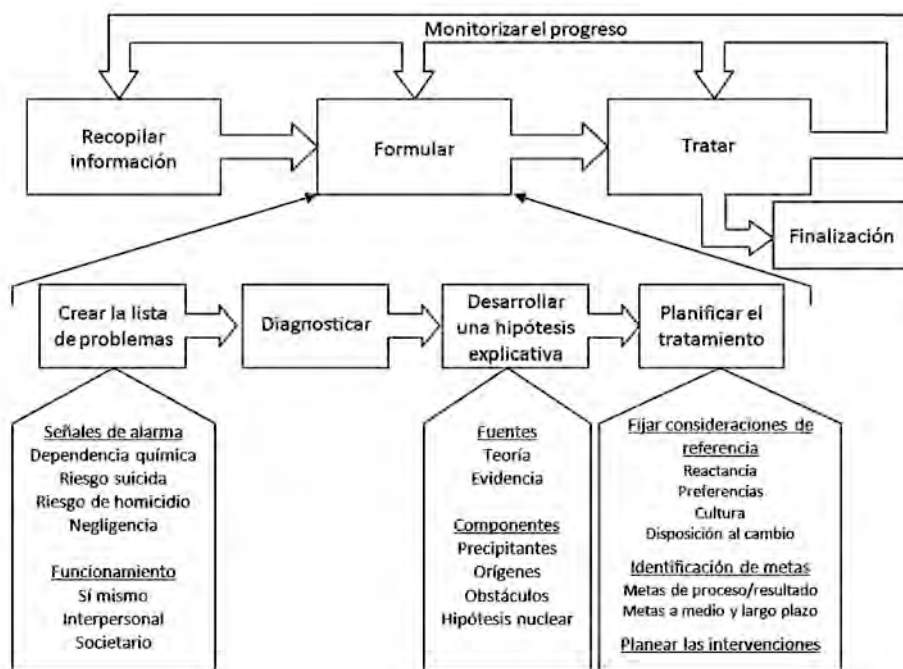 Monitorizar el progreso
Recopilar
información
Formular
Tratar
Finalización
Crear la lista
de problemas
Diagnosticar
Desarrollar
una hipótesis
explicativa
Planificar el
tratamiento
Señales de alarma
Dependencia química
Riesgo suicida
Riesgo de homicidio
Negligencia
Funcionamiento
Sí mismo
Interpersonal
Societario
Fuentes
Teoría
Evidencia
Componentes
Precipitantes
Orígenes
Obstáculos
Hipótesis nuclear
Fijar consideraciones de
referencia
Reactancia
Preferencias
Cultura
Disposición al cambio
Identificación de metas
Metas de proceso/resultado
Metas a medio y largo plazo
Planear las intervenciones